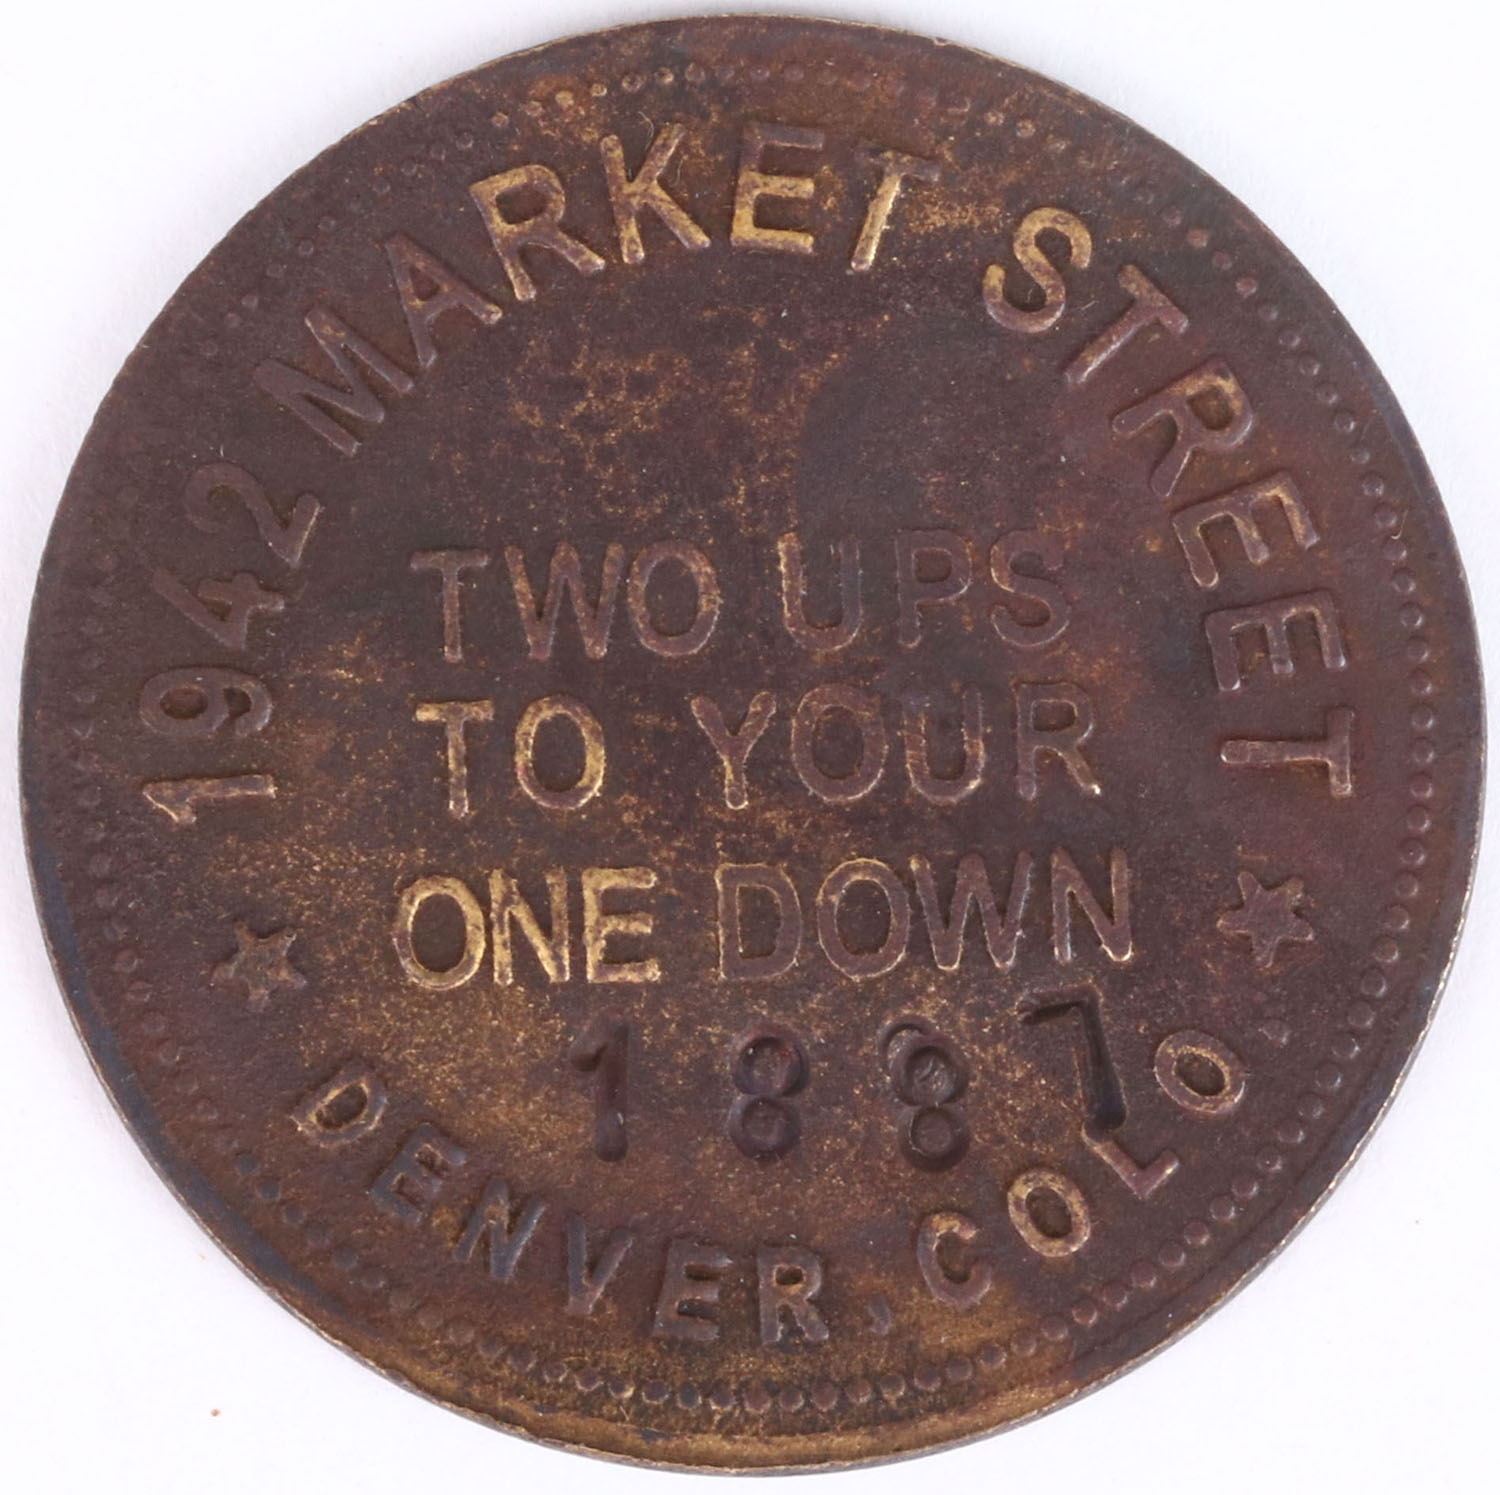 1942 MARKET STREET
TWO UPS
TO YOUR
ONE DOWN
1887
DENVER, COLO